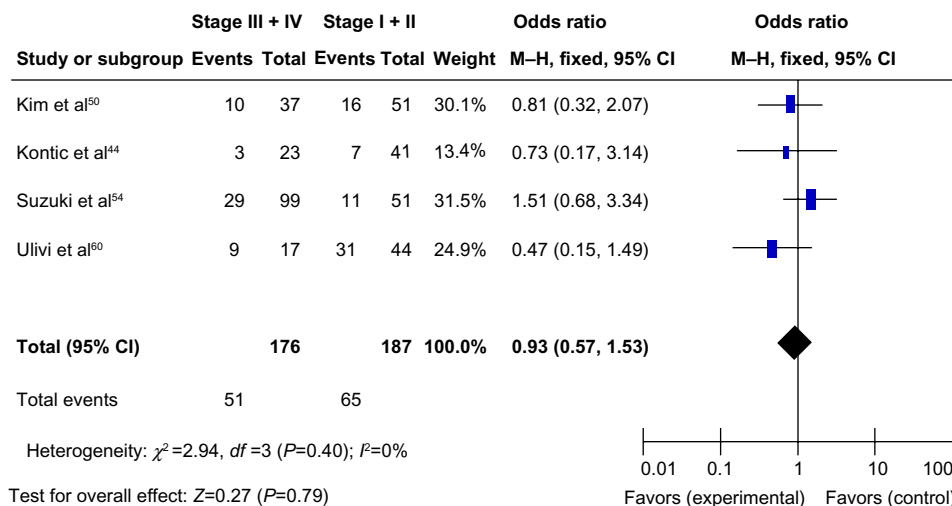 Stage III + IV Stage I + II Odds ratio Odds ratio
Study or subgroup Events Total Events Total Weight M–H, fixed, 95% CI M–H, fixed, 95% CI
Kim et al⁵⁰ 10 37 16 51 30.1% 0.81 (0.32, 2.07)
Kontic et al⁴⁴ 3 23 7 41 13.4% 0.73 (0.17, 3.14)
Suzuki et al⁵⁴ 29 99 11 51 31.5% 1.51 (0.68, 3.34)
Ulivi et al⁶⁰ 9 17 31 44 24.9% 0.47 (0.15, 1.49)
Total (95% CI) 176 187 100.0% 0.93 (0.57, 1.53)
Total events 51 65
Heterogeneity: χ² =2.94, df =3 (P=0.40); I²=0%
0.01 0.1 1 10 100
Test for overall effect: Z=0.27 (P=0.79) Favors (experimental) Favors (control)